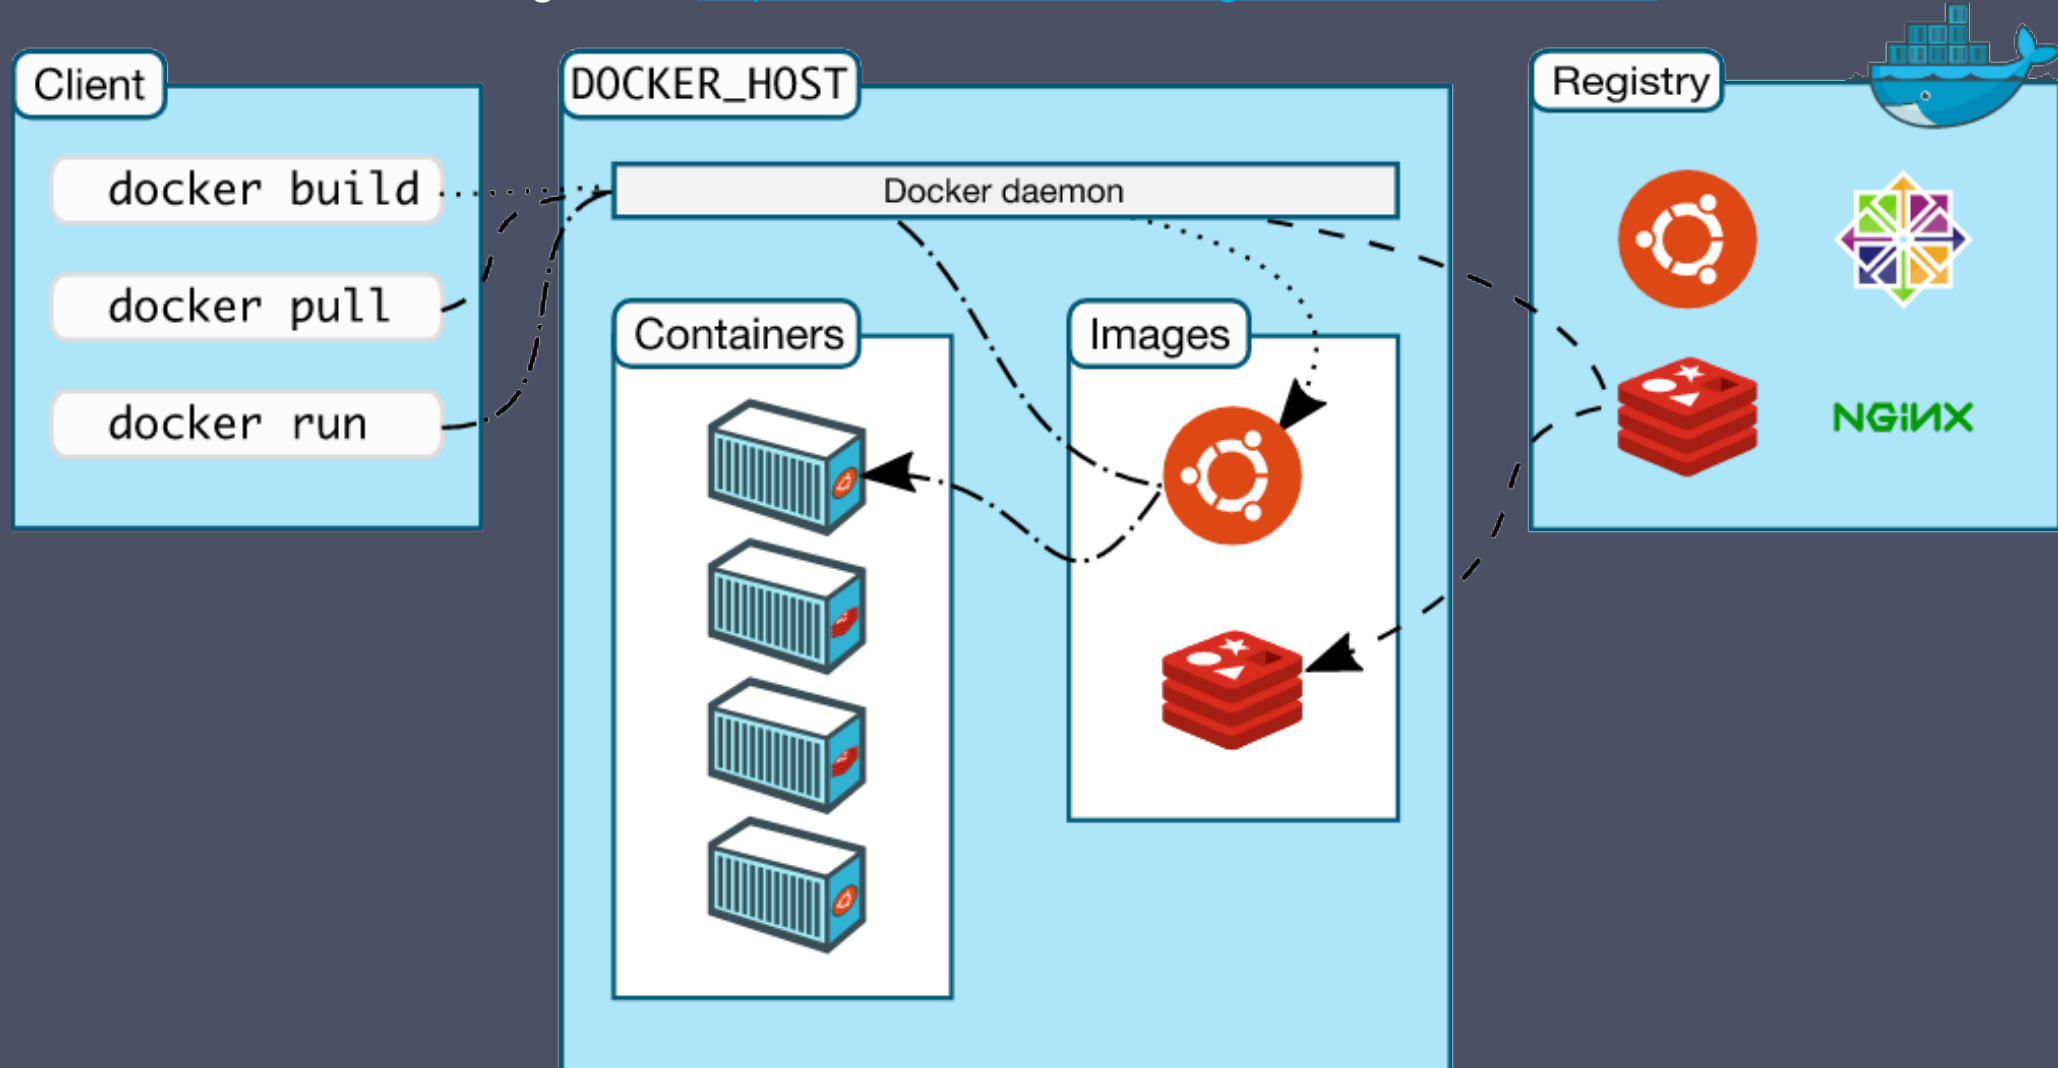 Client
docker build
docker pull
docker run
DOCKER_HOST
Docker daemon
Containers
Images
Registry
NGiNX